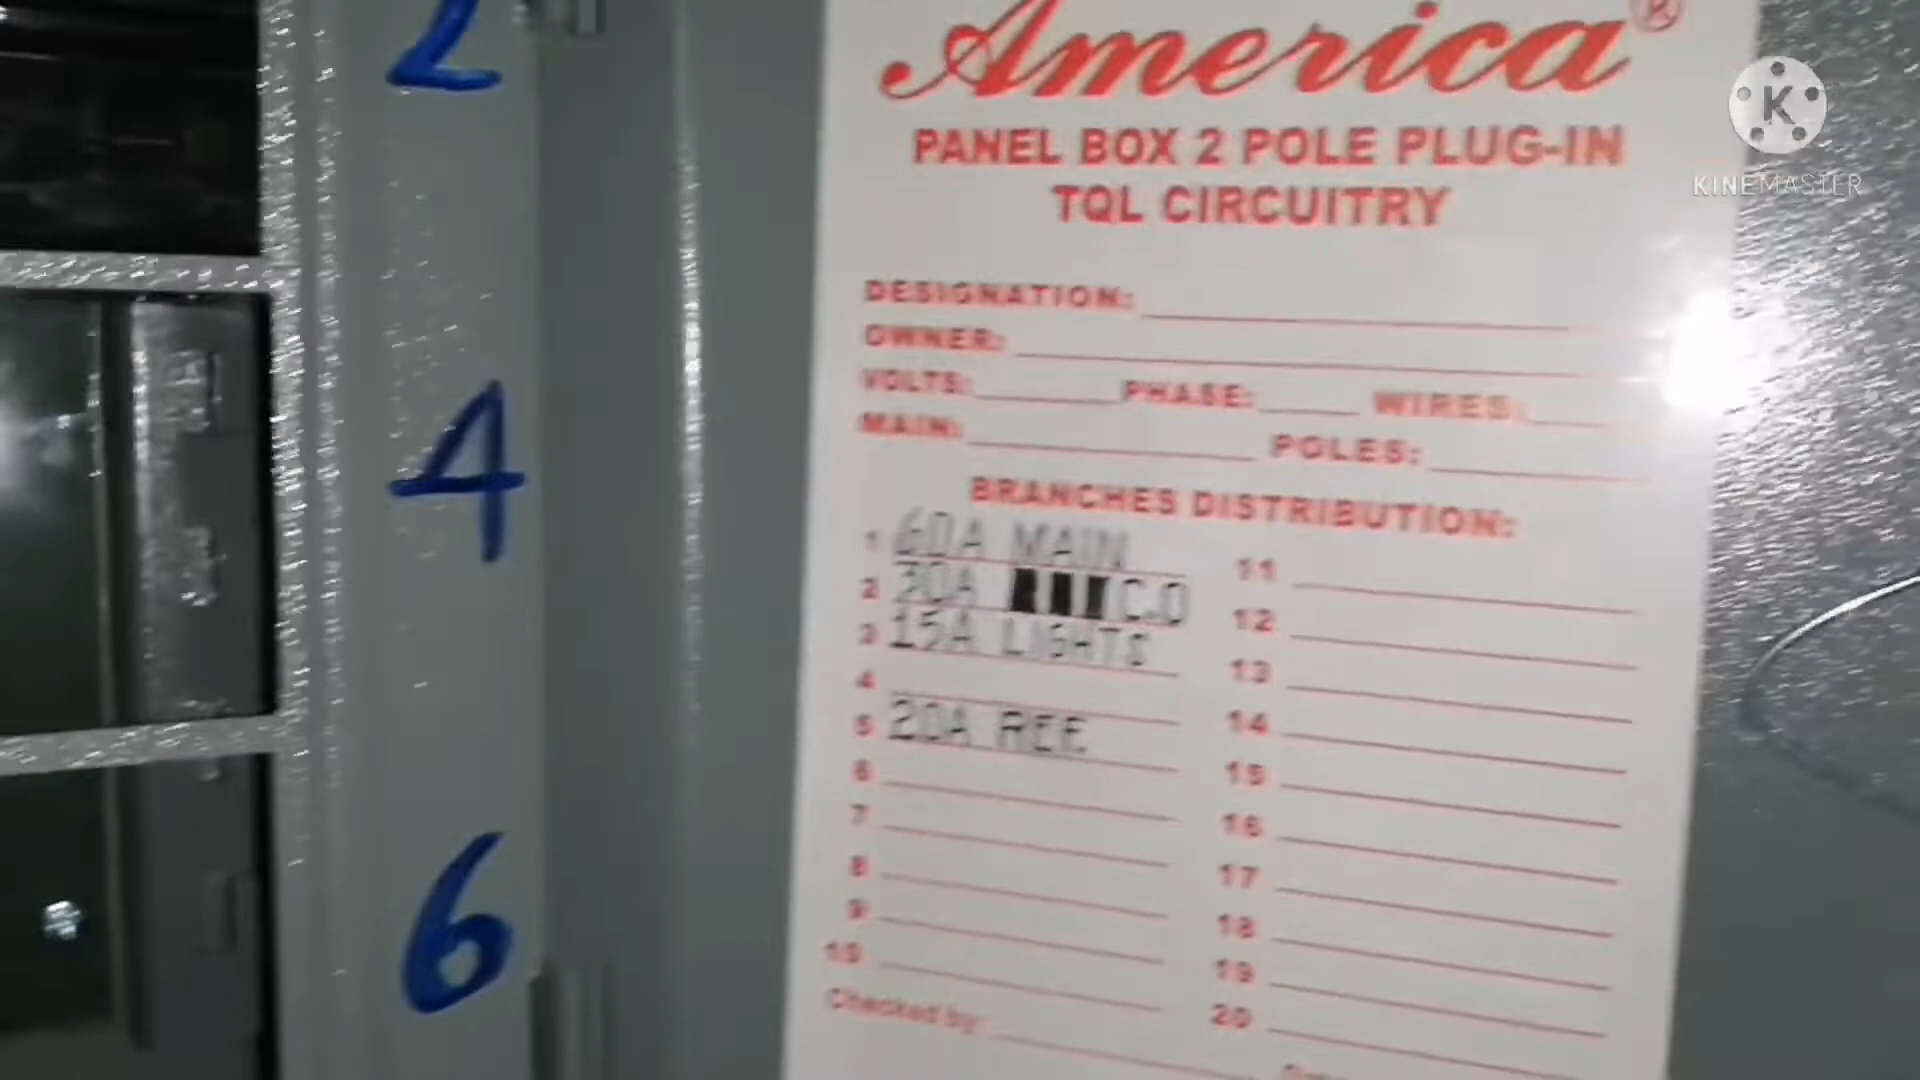 2
4
6
America®
PANEL BOX 2 POLE PLUG-IN
TQL CIRCUITRY
DESIGNATION:
OWNER:
VOLTS: PHASE: WIRES:
MAIN: POLES:
BRANCHES DISTRIBUTION:
1 60A MAIN
2 30A C.O
3 15A LIGHTS
4
5 20A REF.
6
7
8
9
10
11
12
13
14
15
16
17
18
19
20
Checked by:
K
KINEMASTER